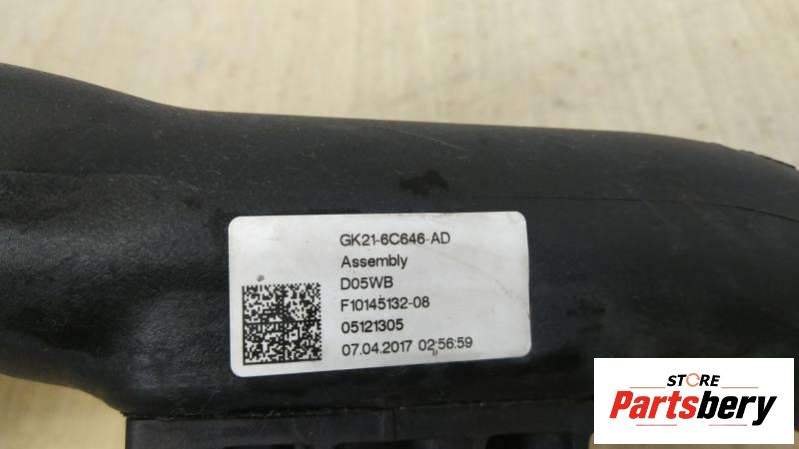 GK21-6C646-AD
Assembly
D05WB
F10145132-08
05121305
07.04.2017 02:56:59
STORE
Partsbery